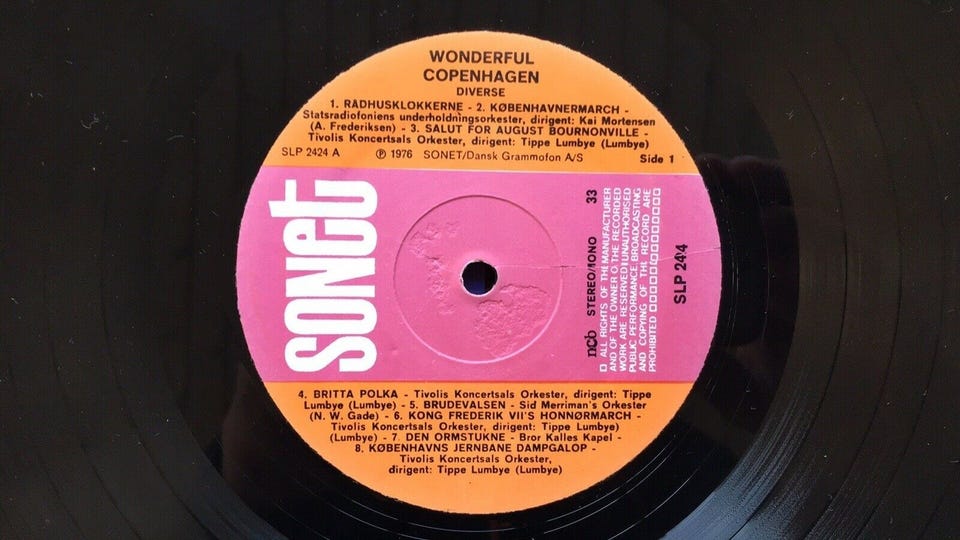 WONDERFUL
COPENHAGEN
DIVERSE
1. RADHUSKLOKKERNE - 2. KØBENHAVNERMARCH -
Statsradiofoniens underholdningsorkester, dirigent: Kai Mortensen
(A. Frederiksen) - 3. SALUT FOR AUGUST BOURNONVILLE -
Tivolis Koncertsals Orkester, dirigent: Tippe Lumbye (Lumbye)
SLP 2424 A ℗ 1976 SONET/Dansk Grammofon A/S Side 1
sonet
ncb STEREO/MONO 33
ALL RIGHTS OF THE MANUFACTURER
AND OF THE OWNER O THE RECORDED
WORK ARE RESERVED UNAUTHORISED
PUBLIC PERFORMANCE BROADCASTING
AND COPYING OF THE RECORD ARE
PROHIBITED
SLP 2424
4. BRITTA POLKA - Tivolis Koncertsals Orkester, dirigent: Tippe
Lumbye (Lumbye) - 5. BRUDEVALSEN - Sid Merriman's Orkester
(N. W. Gade) - 6. KONG FREDERIK VII'S HONNØRMARCH -
Tivolis Koncertsals Orkester, dirigent: Tippe Lumbye)
(Lumbye) - 7. DEN ORMSTUKNE - Bror Kalles Kapel -
8. KØBENHAVNS JERNBANE DAMPGALOP -
Tivolis Koncertsals Orkester,
dirigent: Tippe Lumbye (Lumbye)